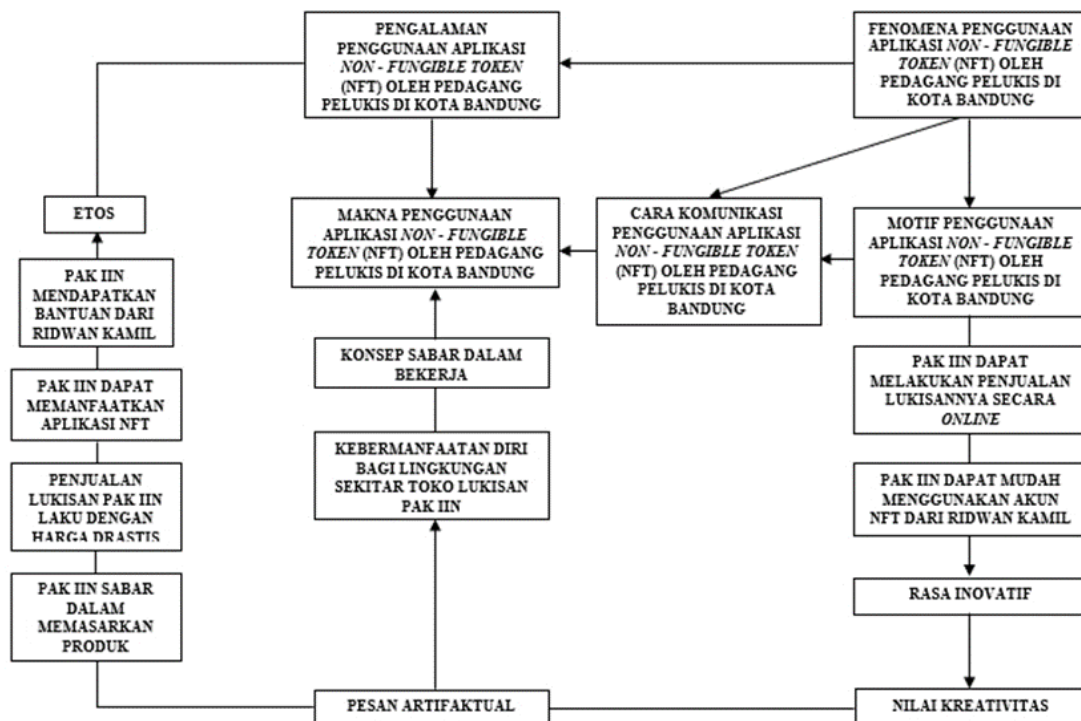 PENGALAMAN
PENGGUNAAN APLIKASI
NON - FUNGIBLE TOKEN
(NFT) OLEH PEDAGANG
PELUKIS DI KOTA BANDUNG
FENOMENA PENGGUNAAN
APLIKASI NON - FUNGIBLE
TOKEN (NFT) OLEH
PEDAGANG PELUKIS DI
KOTA BANDUNG
ETOS
MAKNA PENGGUNAAN
APLIKASI NON - FUNGIBLE
TOKEN (NFT) OLEH PEDAGANG
PELUKIS DI KOTA BANDUNG
CARA KOMUNIKASI
PENGGUNAAN APLIKASI
NON - FUNGIBLE TOKEN
(NFT) OLEH PEDAGANG
PELUKIS DI KOTA
BANDUNG
MOTIF PENGGUNAAN
APLIKASI NON - FUNGIBLE
TOKEN (NFT) OLEH
PEDAGANG PELUKIS DI
KOTA BANDUNG
PAK IIN
MENDAPATKAN
BANTUAN DARI
RIDWAN KAMIL
KONSEP SABAR DALAM
BEKERJA
PAK IIN DAPAT
MELAKUKAN PENJUALAN
LUKISANNYA SECARA
ONLINE
PAK IIN DAPAT
MEMANFAATKAN
APLIKASI NFT
KEBERMANFAATAN DIRI
BAGI LINGKUNGAN
SEKITAR TOKO LUKISAN
PAK IIN
PENJUALAN
LUKISAN PAK IIN
LAKU DENGAN
HARGA DRASTIS
PAK IIN DAPAT MUDAH
MENGGUNAKAN AKUN
NFT DARI RIDWAN KAMIL
PAK IIN SABAR
DALAM
MEMASARKAN
PRODUK
RASA INOVATIF
PESAN ARTIFAKTUAL
NILAI KREATIVITAS